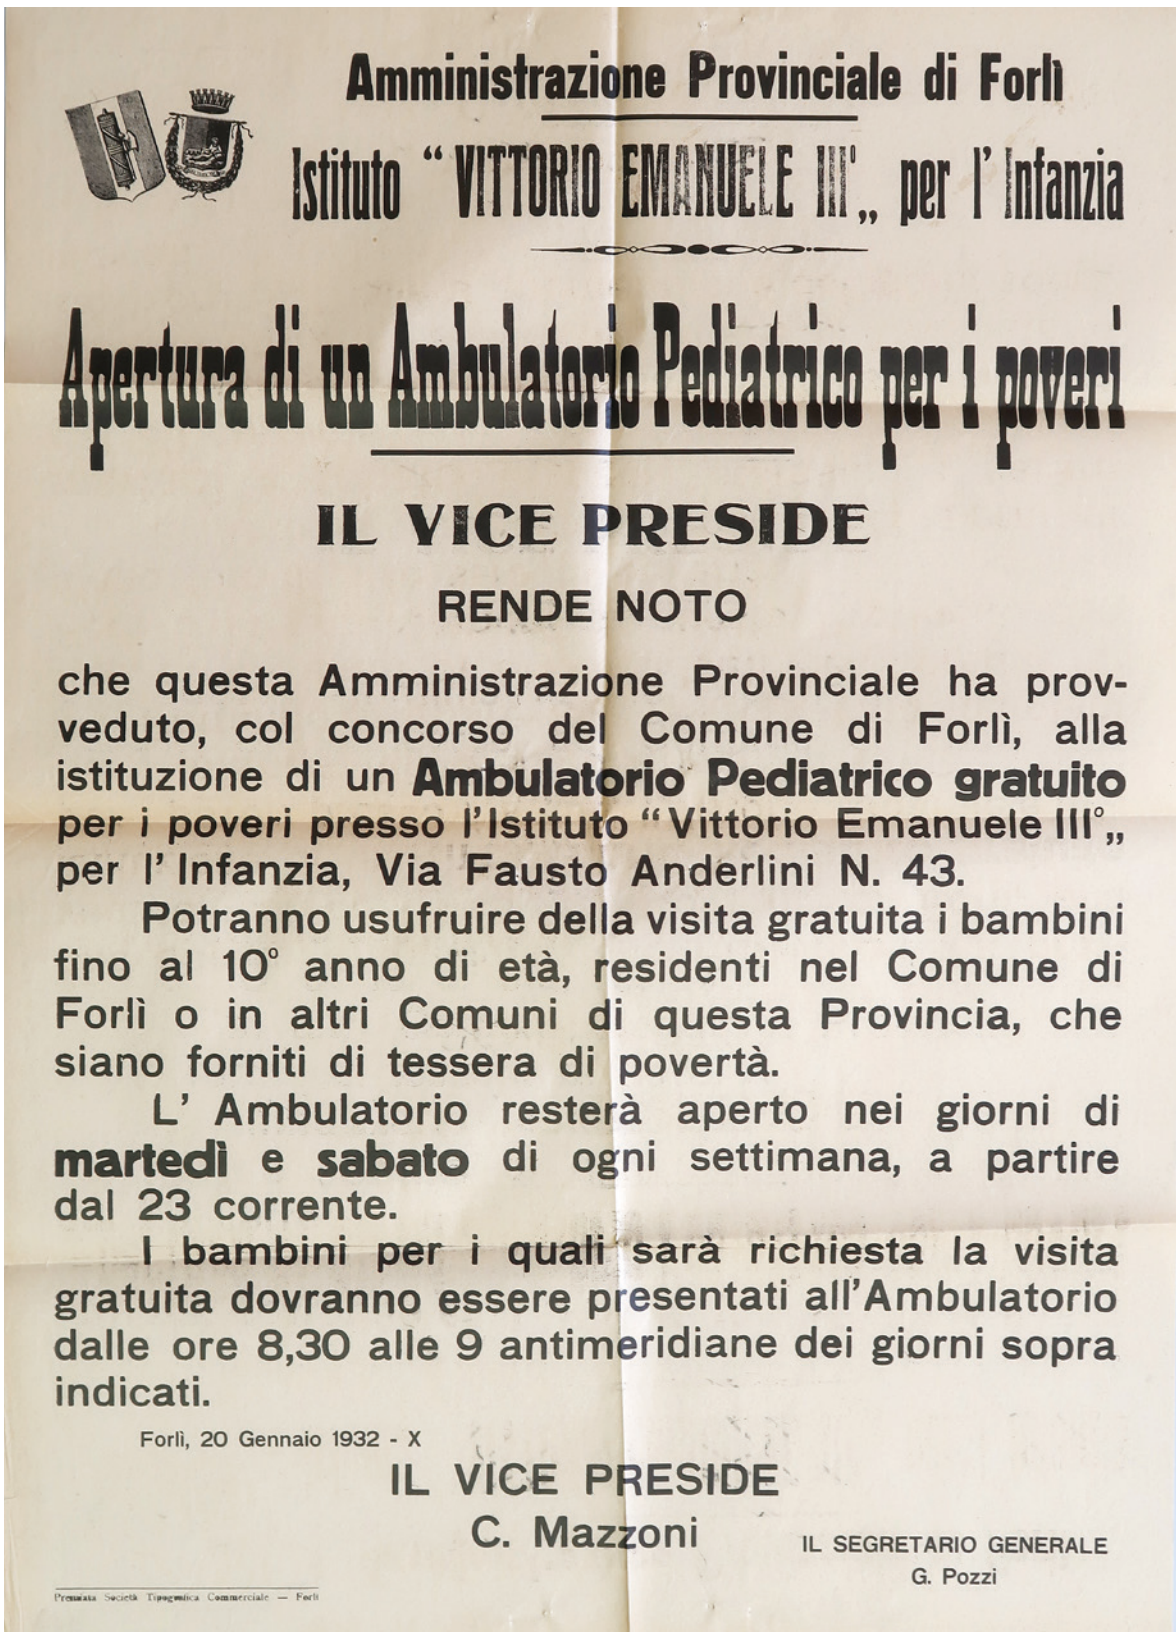 Amministrazione Provinciale di Forlì
Istituto “ VITTORIO EMANUELE III° „ per l' Infanzia
Apertura di un Ambulatorio Pediatrico per i poveri
IL VICE PRESIDE
RENDE NOTO
che questa Amministrazione Provinciale ha prov-
veduto, col concorso del Comune di Forlì, alla
istituzione di un Ambulatorio Pediatrico gratuito
per i poveri presso l'Istituto “ Vittorio Emanuele III° „
per l' Infanzia, Via Fausto Anderlini N. 43.
Potranno usufruire della visita gratuita i bambini
fino al 10° anno di età, residenti nel Comune di
Forlì o in altri Comuni di questa Provincia, che
siano forniti di tessera di povertà.
L' Ambulatorio resterà aperto nei giorni di
martedì e sabato di ogni settimana, a partire
dal 23 corrente.
I bambini per i quali sarà richiesta la visita
gratuita dovranno essere presentati all'Ambulatorio
dalle ore 8,30 alle 9 antimeridiane dei giorni sopra
indicati.
Forlì, 20 Gennaio 1932 - X
IL VICE PRESIDE
C. Mazzoni
IL SEGRETARIO GENERALE
G. Pozzi
Premiata Società Tipografica Commerciale — Forlì